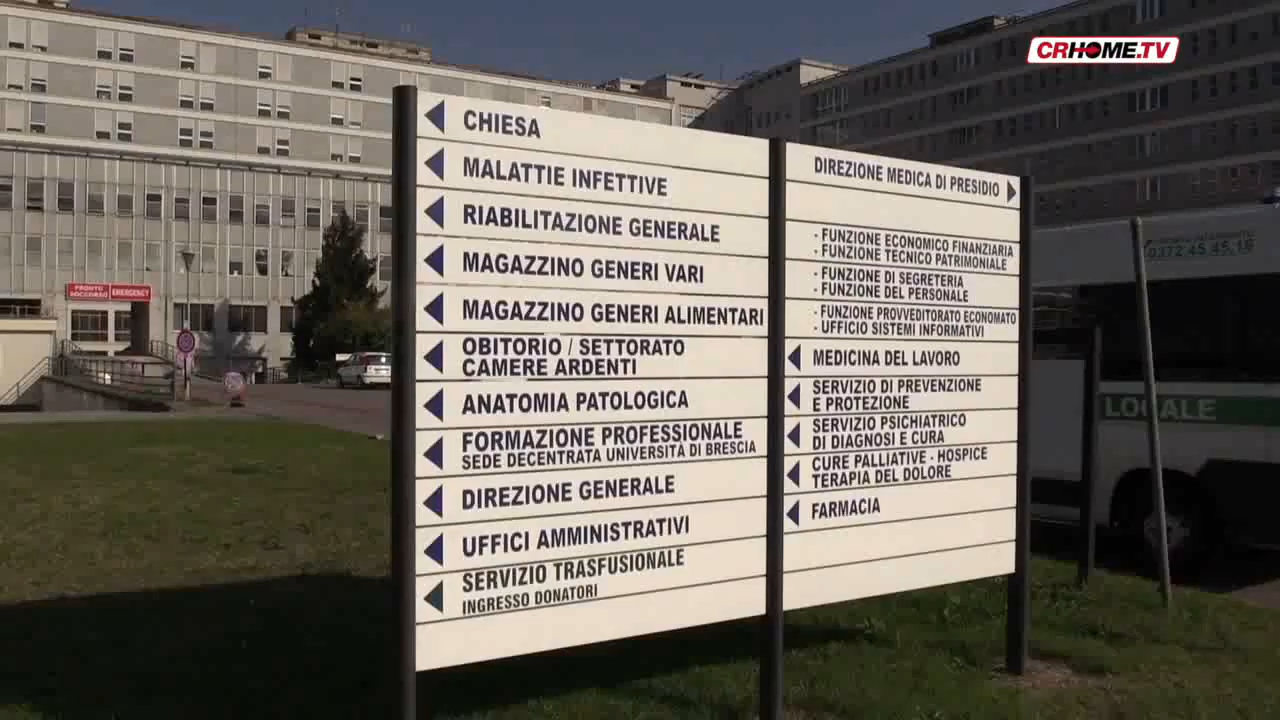 CRHOME.TV
CHIESA
MALATTIE INFETTIVE
RIABILITAZIONE GENERALE
MAGAZZINO GENERI VARI
MAGAZZINO GENERI ALIMENTARI
OBITORIO / SETTORATO
CAMERE ARDENTI
ANATOMIA PATOLOGICA
FORMAZIONE PROFESSIONALE
SEDE DECENTRATA UNIVERSITÀ DI BRESCIA
DIREZIONE GENERALE
UFFICI AMMINISTRATIVI
SERVIZIO TRASFUSIONALE
INGRESSO DONATORI
DIREZIONE MEDICA DI PRESIDIO
- FUNZIONE ECONOMICO FINANZIARIA
- FUNZIONE TECNICO PATRIMONIALE
- FUNZIONE DI SEGRETERIA
- FUNZIONE DEL PERSONALE
- FUNZIONE PROVVEDITORATO ECONOMATO
- UFFICIO SISTEMI INFORMATIVI
MEDICINA DEL LAVORO
SERVIZIO DI PREVENZIONE
E PROTEZIONE
SERVIZIO PSICHIATRICO
DI DIAGNOSI E CURA
CURE PALLIATIVE - HOSPICE
TERAPIA DEL DOLORE
FARMACIA
PRONTO
SOCCORSO
EMERGENCY
0372 45 45 16
LOCALE